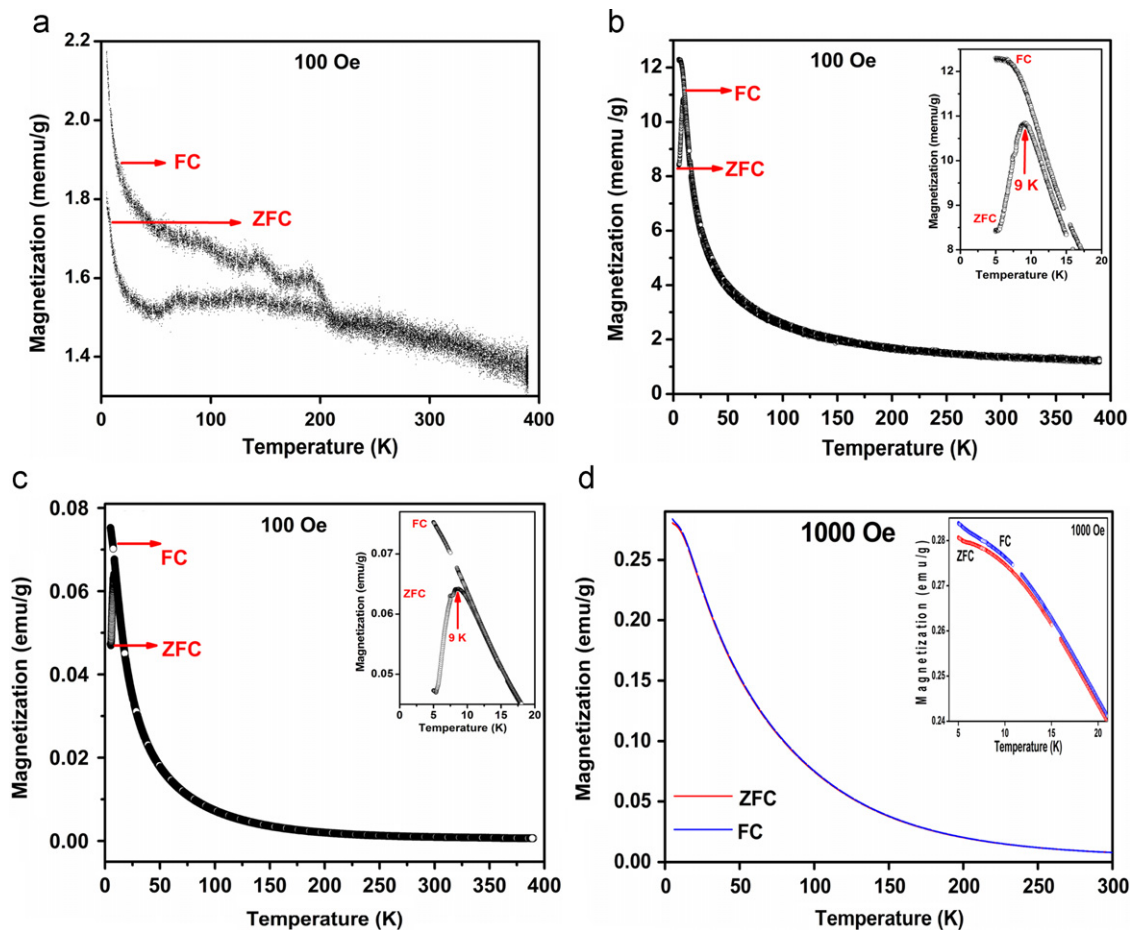 a
100 Oe
Magnetization (memu/g)
2.2
2.0
1.8
1.6
1.4
FC
ZFC
0 100 200 300 400
Temperature (K)
b
100 Oe
Magnetization (memu /g)
12
10
8
6
4
2
0
FC
ZFC
0 50 100 150 200 250 300 350 400
Temperature (K)
Magnetization (memu/g)
12
11
10
9
8
FC
ZFC
9 K
0 5 10 15 20
Temperature (K)
c
100 Oe
Magnetization (emu/g)
0.08
0.06
0.04
0.02
0.00
FC
ZFC
0 50 100 150 200 250 300 350 400
Temperature (K)
Magnetization (emu/g)
0.07
0.06
0.05
FC
ZFC
9 K
0 5 10 15 20
Temperature (K)
d
1000 Oe
Magnetization (emu/g)
0.25
0.20
0.15
0.10
0.05
0.00
ZFC
FC
0 50 100 150 200 250 300
Temperature (K)
1000 Oe
Magnetization (emu/g)
0.28
0.27
0.26
0.25
0.24
FC
ZFC
5 10 15 20
Temperature (K)